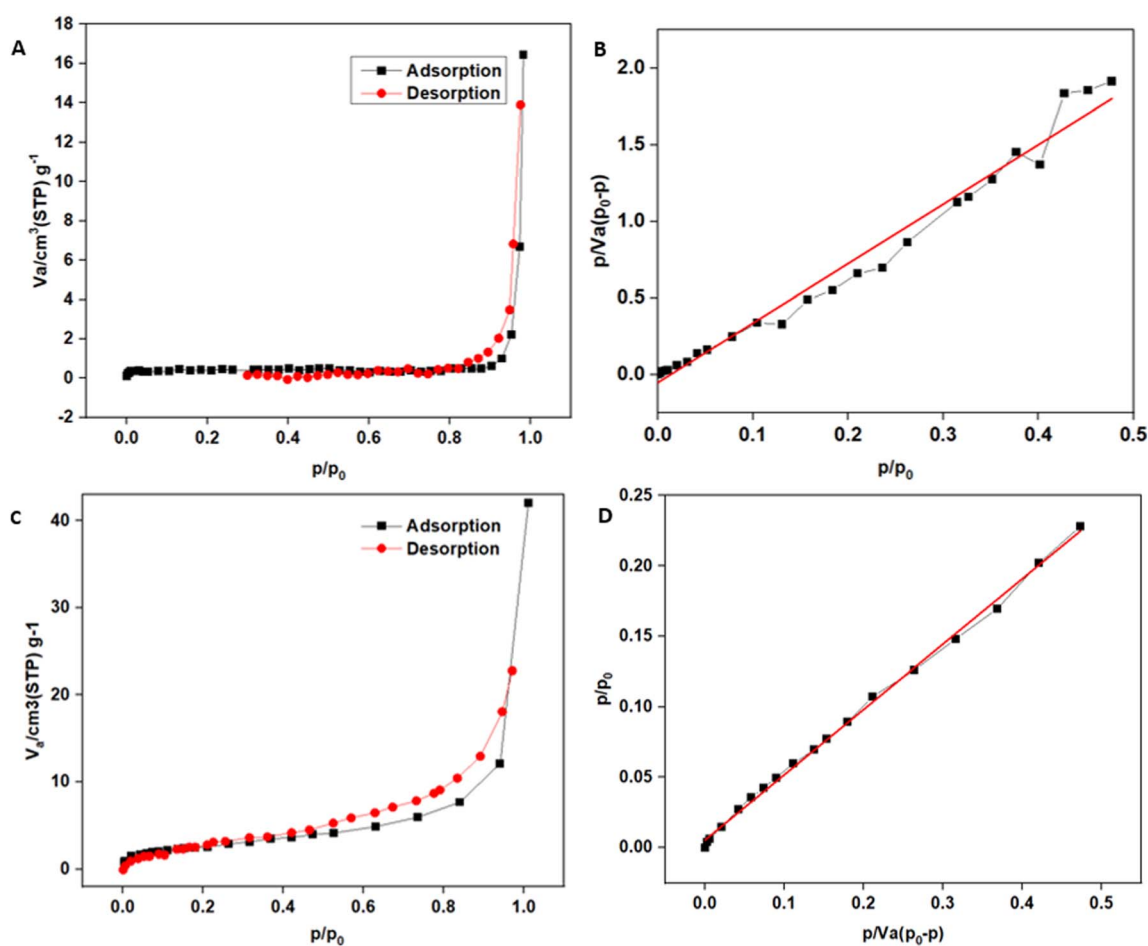 A
18
16
14
12
10
8
6
4
2
0
-2
Va/cm³(STP) g⁻¹
Adsorption
Desorption
0.0 0.2 0.4 0.6 0.8 1.0
p/p₀
B
2.0
1.5
1.0
0.5
0.0
p/Va(p₀-p)
0.0 0.1 0.2 0.3 0.4 0.5
p/p₀
C
40
30
20
10
0
Vₐ/cm3(STP) g-1
Adsorption
Desorption
0.0 0.2 0.4 0.6 0.8 1.0
p/p₀
D
0.25
0.20
0.15
0.10
0.05
0.00
p/p₀
0.0 0.1 0.2 0.3 0.4 0.5
p/Va(p₀-p)